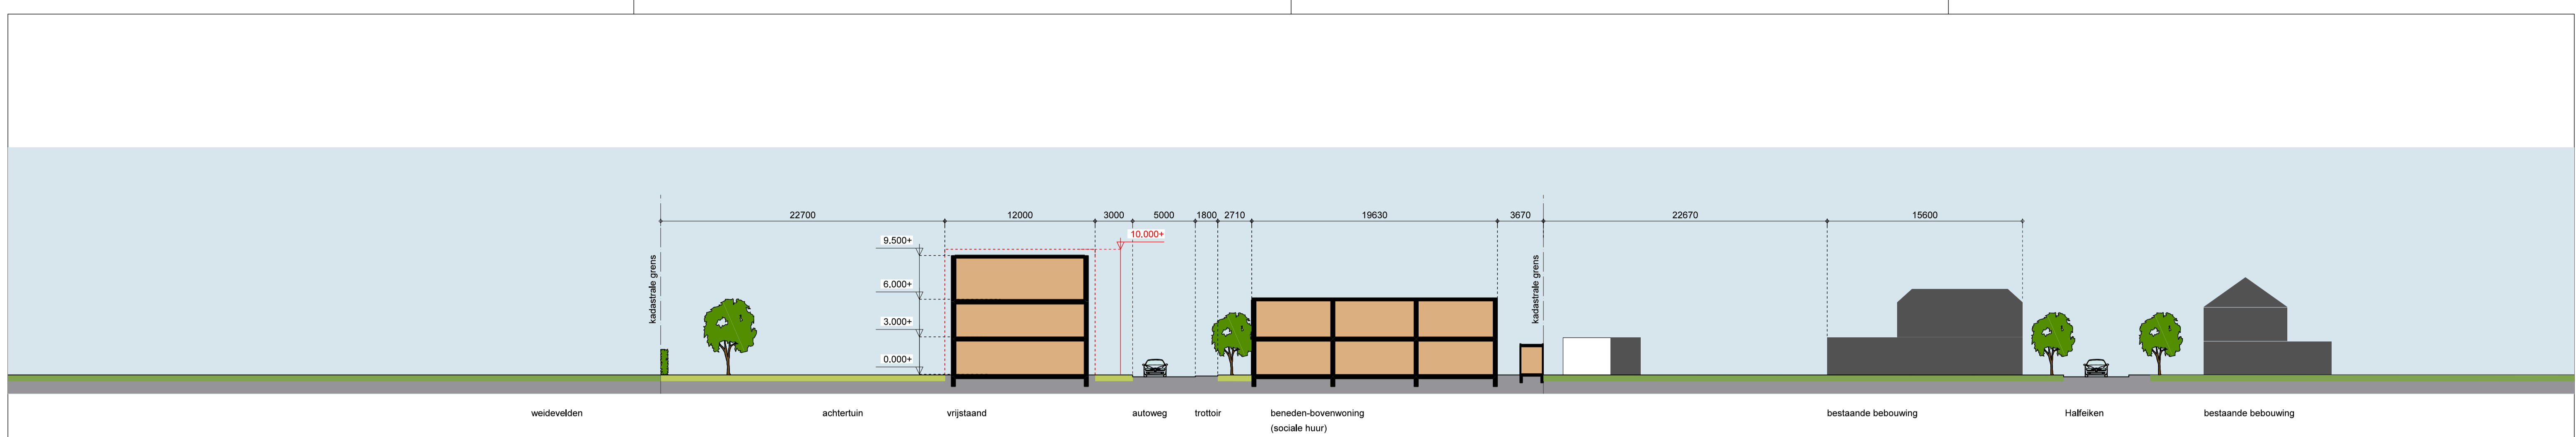 22700
12000
3000
5000
1800
2710
19630
3670
22670
15600
10,000+
9,500+
6,000+
3,000+
0,000+
kadastrale grens
kadastrale grens
weidevelden
achtertuin
vrijstaand
autoweg
trottoir
beneden-bovenwoning
(sociale huur)
bestaande bebouwing
Halfeiken
bestaande bebouwing